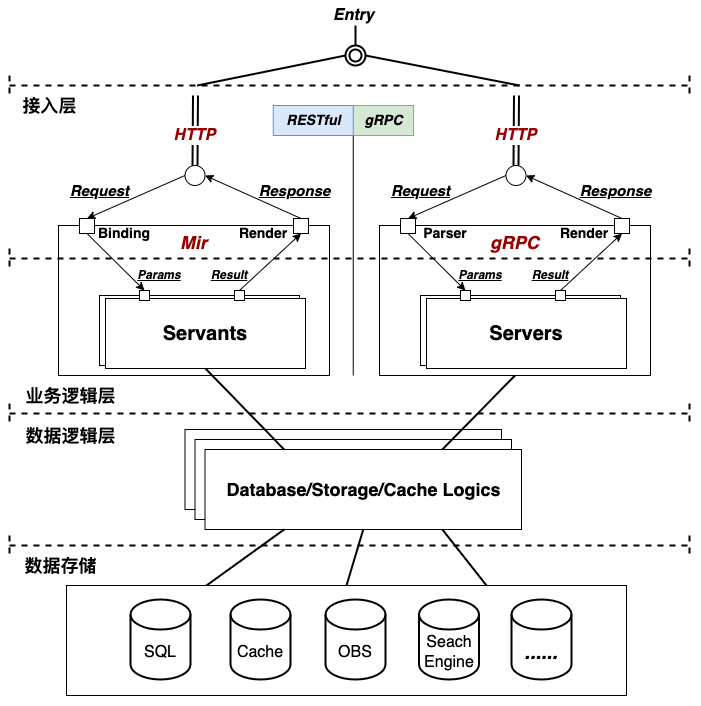 Entry
接入层
RESTful
gRPC
HTTP
HTTP
Request
Response
Request
Response
Binding
Mir
Render
Parser
gRPC
Render
Params
Result
Params
Result
Servants
Servers
业务逻辑层
数据逻辑层
Database/Storage/Cache Logics
数据存储
SQL
Cache
OBS
Seach
Engine
......